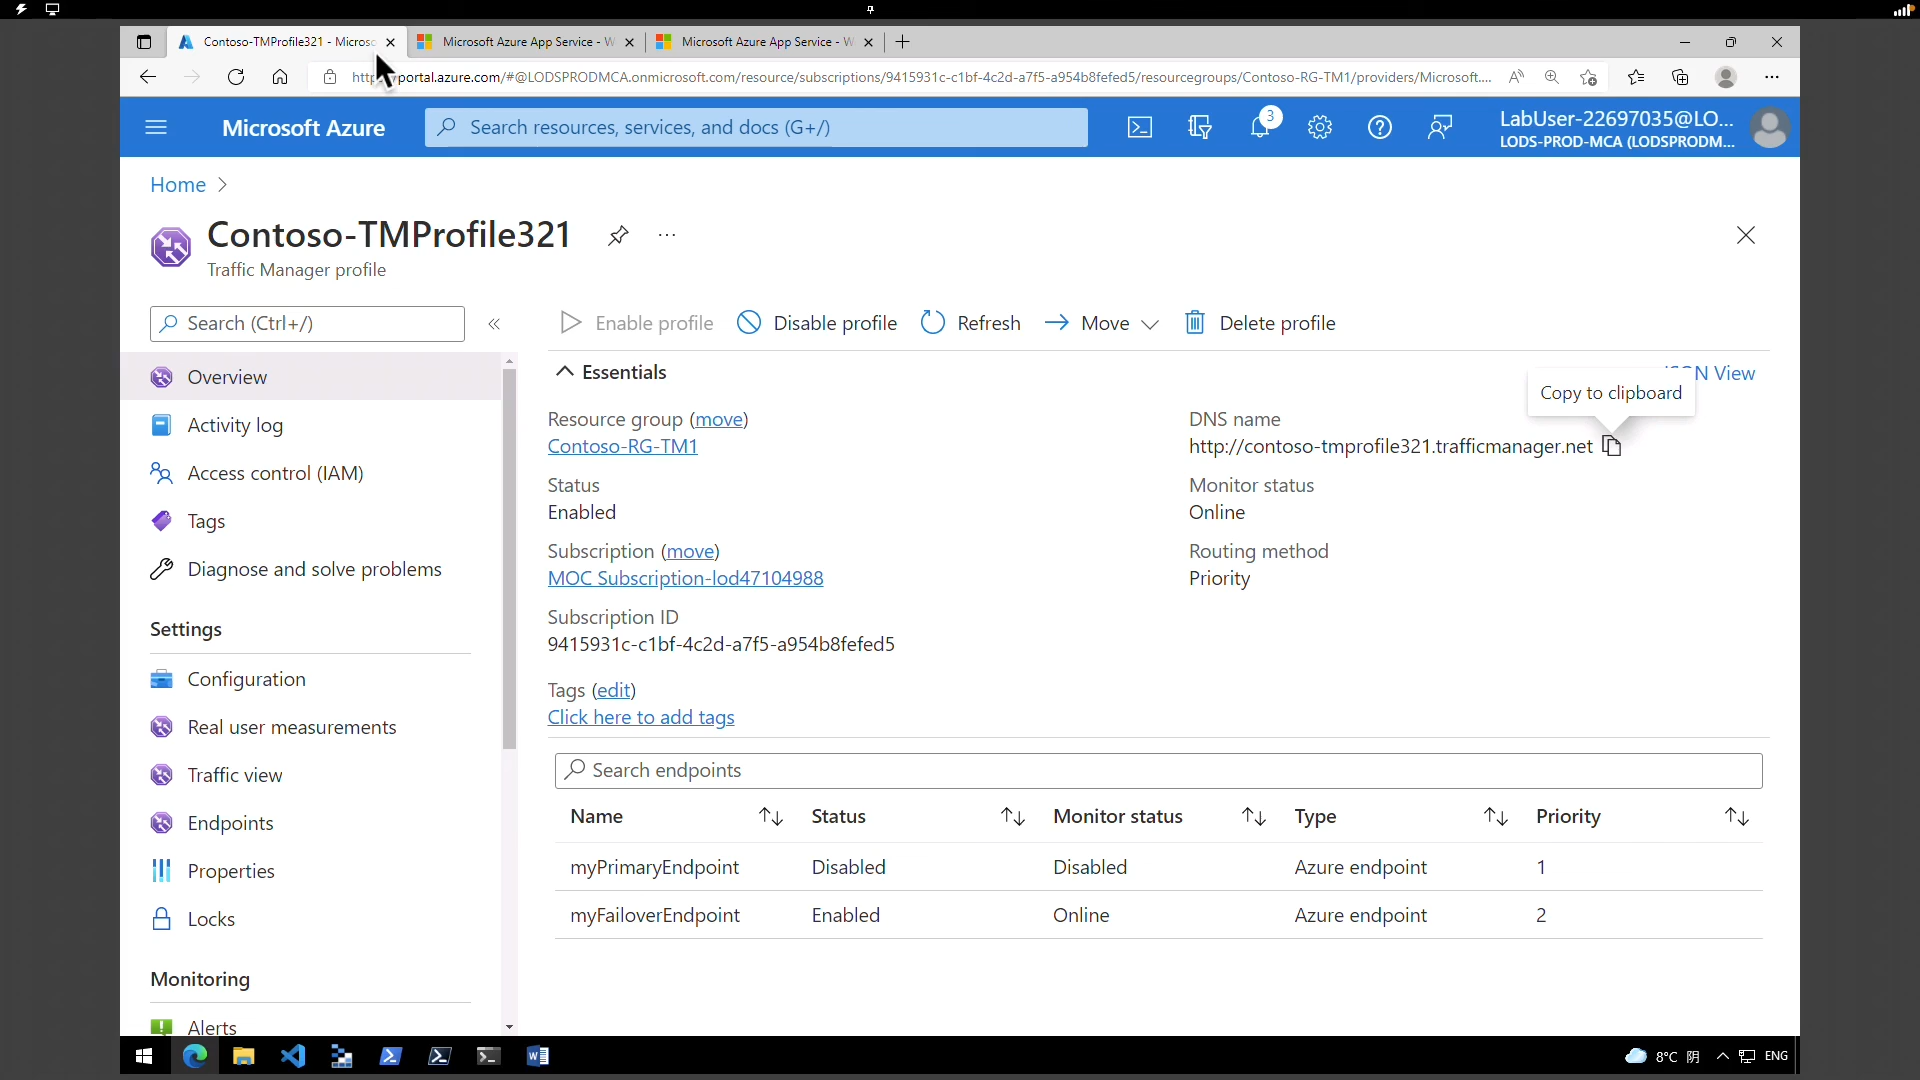 Contoso-TMProfile321 - Microso
Microsoft Azure App Service - W
Microsoft Azure App Service - W
portal.azure.com/#@LODSPRODMCA.onmicrosoft.com/resource/subscriptions/9415931c-c1bf-4c2d-a7f5-a954b8fefed5/resourcegroups/Contoso-RG-TM1/providers/Microsoft....
Microsoft Azure
Search resources, services, and docs (G+/)
3
LabUser-22697035@LO...
LODS-PROD-MCA (LODSPRODM...
Home
Contoso-TMProfile321
Traffic Manager profile
Search (Ctrl+/)
Enable profile
Disable profile
Refresh
Move
Delete profile
Overview
Activity log
Access control (IAM)
Tags
Diagnose and solve problems
Settings
Configuration
Real user measurements
Traffic view
Endpoints
Properties
Locks
Monitoring
Alerts
Essentials
View
Copy to clipboard
Resource group (move)
Contoso-RG-TM1
Status
Enabled
Subscription (move)
MOC Subscription-lod47104988
Subscription ID
9415931c-c1bf-4c2d-a7f5-a954b8fefed5
Tags (edit)
Click here to add tags
DNS name
http://contoso-tmprofile321.trafficmanager.net
Monitor status
Online
Routing method
Priority
Search endpoints
Name Status Monitor status Type Priority
myPrimaryEndpoint Disabled Disabled Azure endpoint 1
myFailoverEndpoint Enabled Online Azure endpoint 2
8°C 阴
ENG